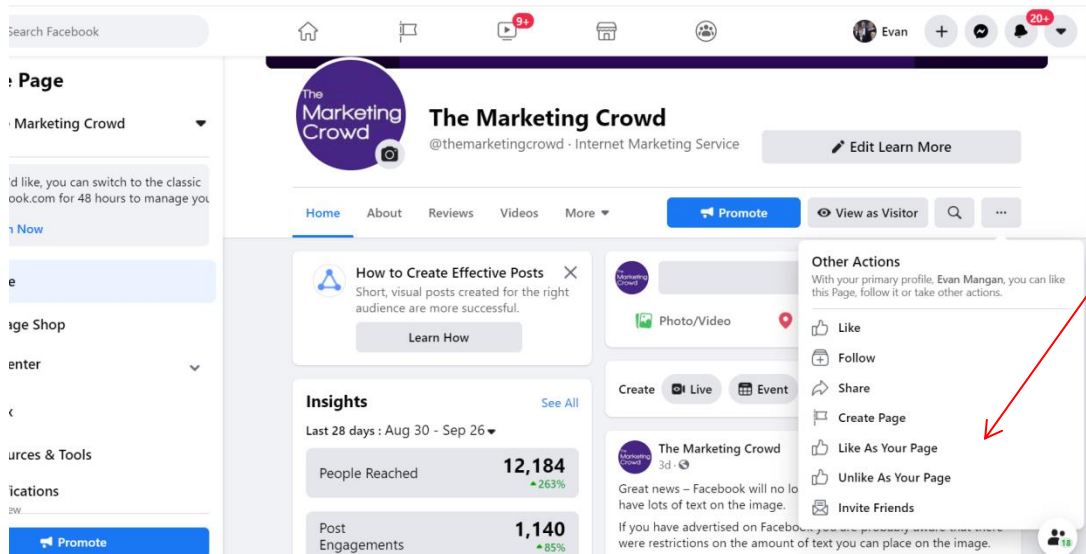 Search Facebook
9+
Evan
20+
Page
Marketing Crowd
'd like, you can switch to the classic
ook.com for 48 hours to manage you
Now
age Shop
enter
urces & Tools
ications
Promote
The
Marketing
Crowd
The Marketing Crowd
@themarketingcrowd · Internet Marketing Service
Edit Learn More
Home About Reviews Videos More
Promote
View as Visitor
...
How to Create Effective Posts
Short, visual posts created for the right
audience are more successful.
Learn How
Insights See All
Last 28 days : Aug 30 - Sep 26
People Reached 12,184
263%
Post
Engagements 1,140
85%
The
Marketing
Crowd
Photo/Video
Create Live Event
The
Marketing
Crowd
The Marketing Crowd
3d ·
Great news – Facebook will no lo
have lots of text on the image.
If you have advertised on Facebook you are probably aware that there
were restrictions on the amount of text you can place on the image.
Other Actions
With your primary profile, Evan Mangan, you can like
this Page, follow it or take other actions.
Like
Follow
Share
Create Page
Like As Your Page
Unlike As Your Page
Invite Friends
18